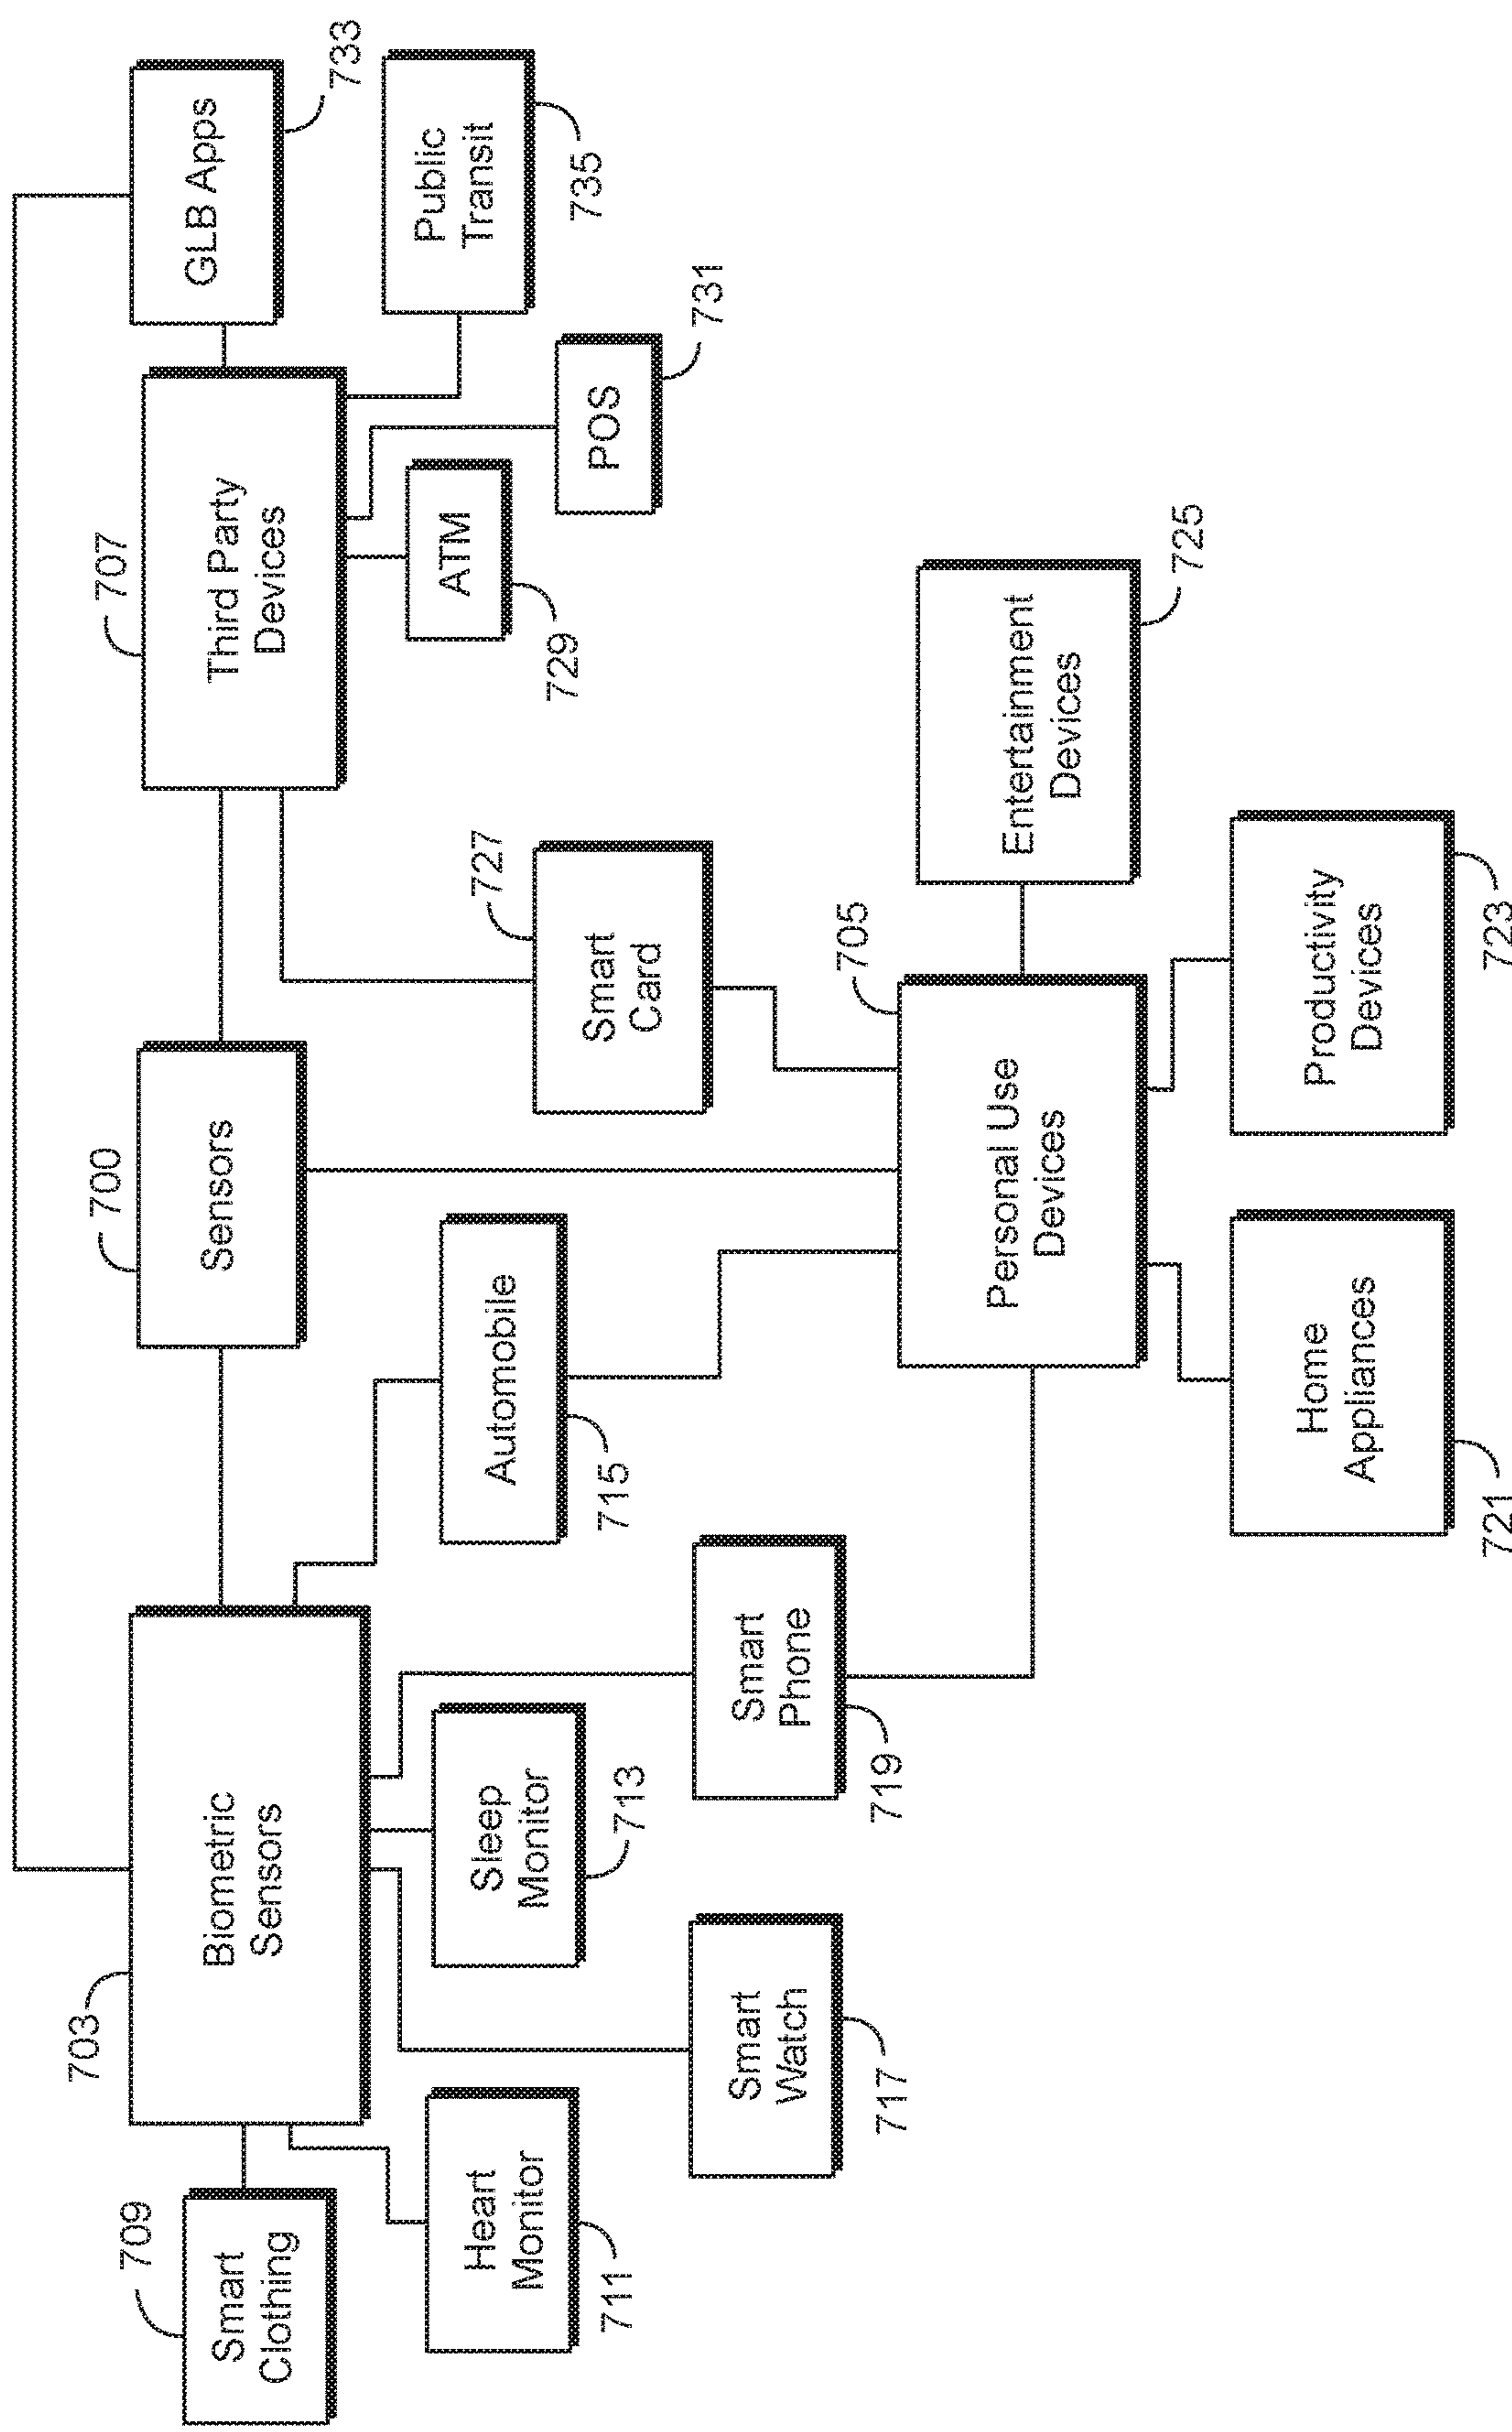 703
Biometric
Sensors
700
Sensors
707
Third Party
Devices
GLB Apps
733
709
Smart
Clothing
Heart
Monitor
711
Sleep
Monitor
713
Automobile
715
Smart
Card
727
ATM
729
POS
731
Public
Transit
735
Smart
Watch
717
Smart
Phone
719
Personal Use
Devices
705
Entertainment
Devices
725
Home
Appliances
721
Productivity
Devices
723